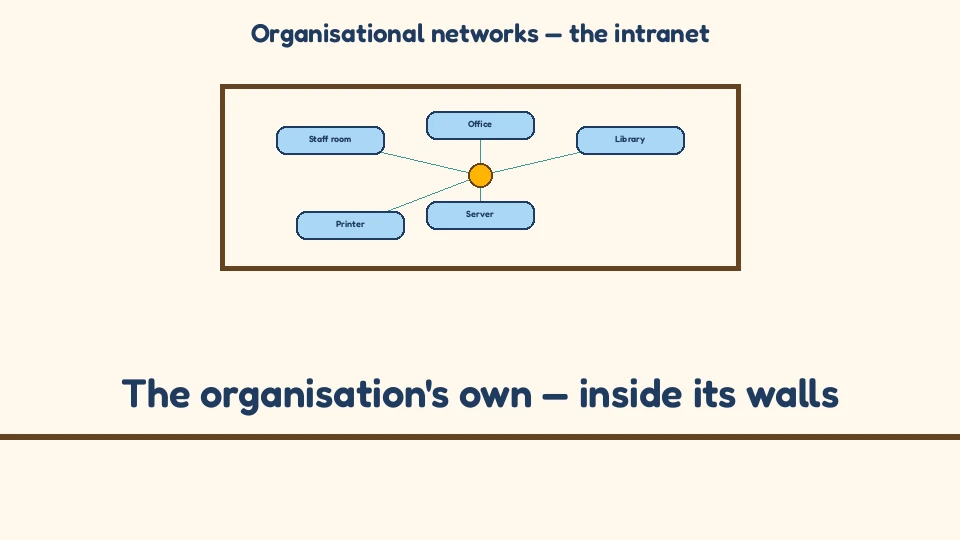 Organisational networks — the intranet
Office
Staff room
Library
Server
Printer
The organisation's own — inside its walls